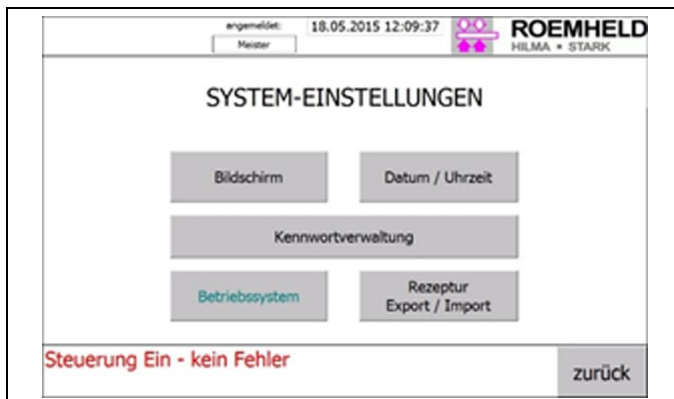 angemeldet:
18.05.2015 12:09:37
Meister
ROEMHELD
HILMA ▪ STARK
SYSTEM-EINSTELLUNGEN
Bildschirm
Datum / Uhrzeit
Kennwortverwaltung
Betriebssystem
Rezeptur
Export / Import
Steuerung Ein - kein Fehler
zurück